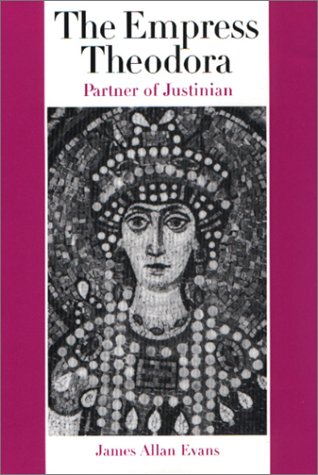 The Empress
Theodora
Partner of Justinian
James Allan Evans